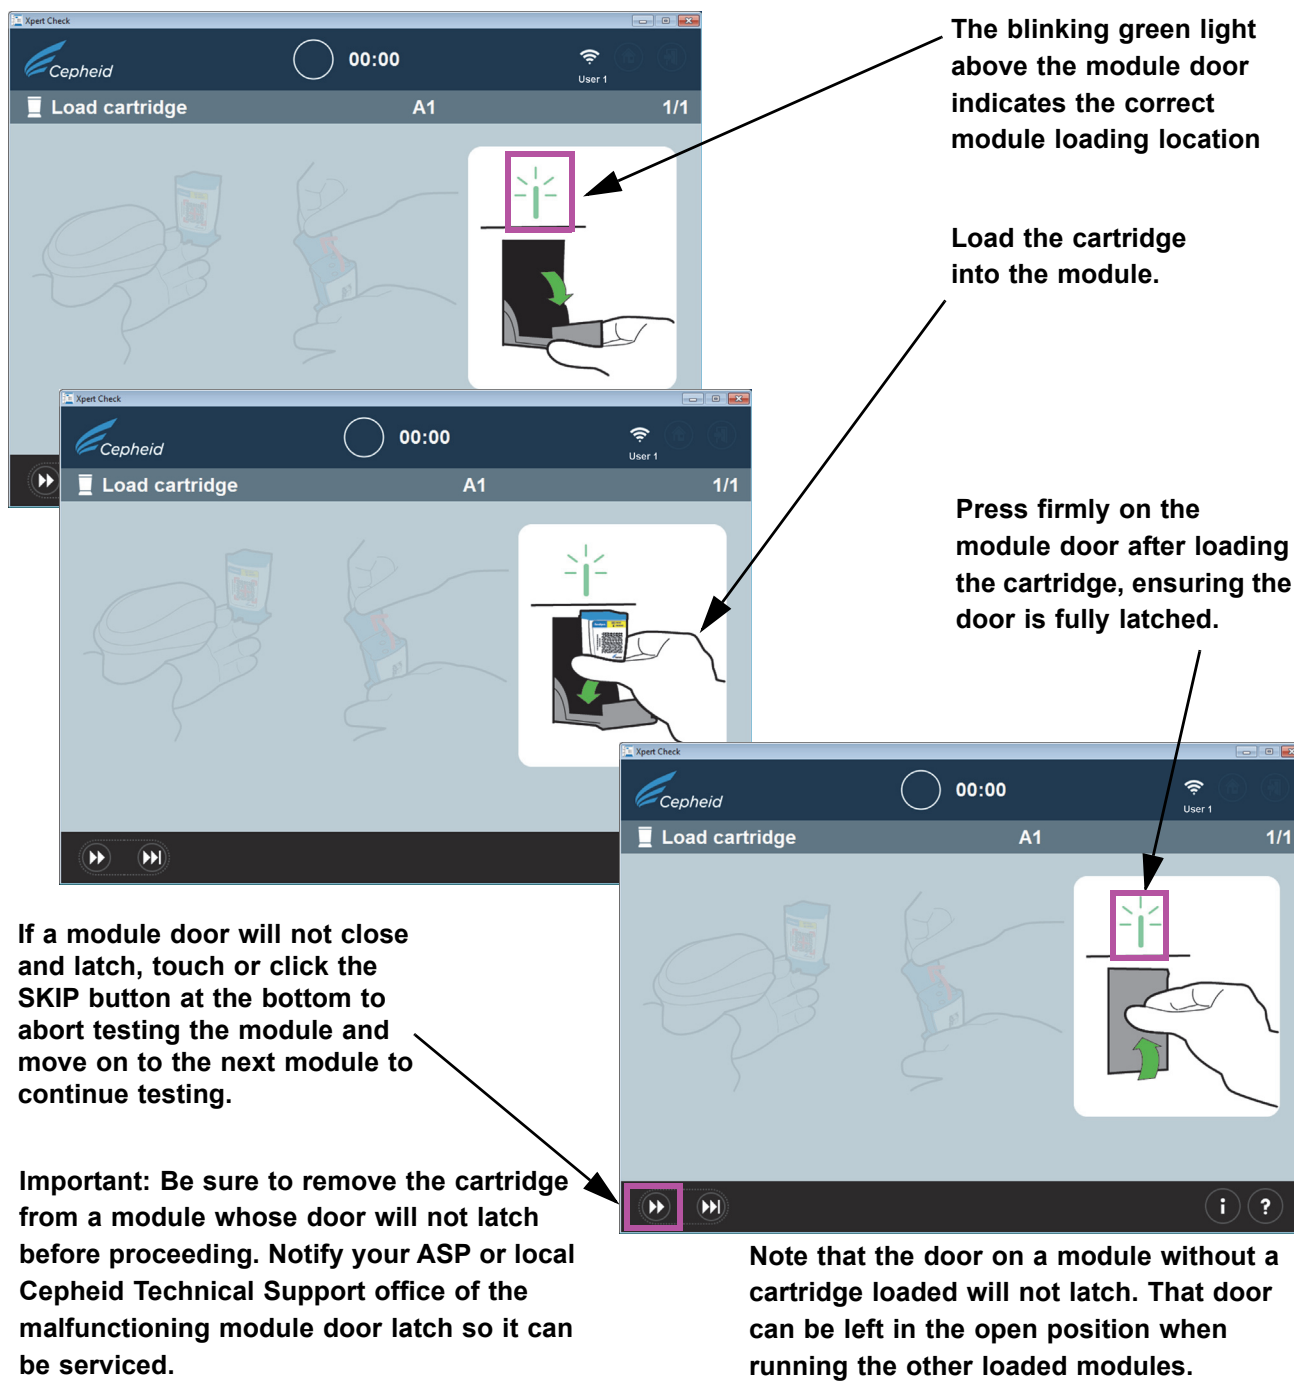 Xpert Check
Cepheid
00:00
User 1
Load cartridge
A1
1/1
The blinking green light
above the module door
indicates the correct
module loading location
Load the cartridge
into the module.
Xpert Check
Cepheid
00:00
User 1
Load cartridge
A1
1/1
Press firmly on the
module door after loading
the cartridge, ensuring the
door is fully latched.
Xpert Check
Cepheid
00:00
User 1
Load cartridge
A1
1/1
If a module door will not close
and latch, touch or click the
SKIP button at the bottom to
abort testing the module and
move on to the next module to
continue testing.
Important: Be sure to remove the cartridge
from a module whose door will not latch
before proceeding. Notify your ASP or local
Cepheid Technical Support office of the
malfunctioning module door latch so it can
be serviced.
i
?
Note that the door on a module without a
cartridge loaded will not latch. That door
can be left in the open position when
running the other loaded modules.